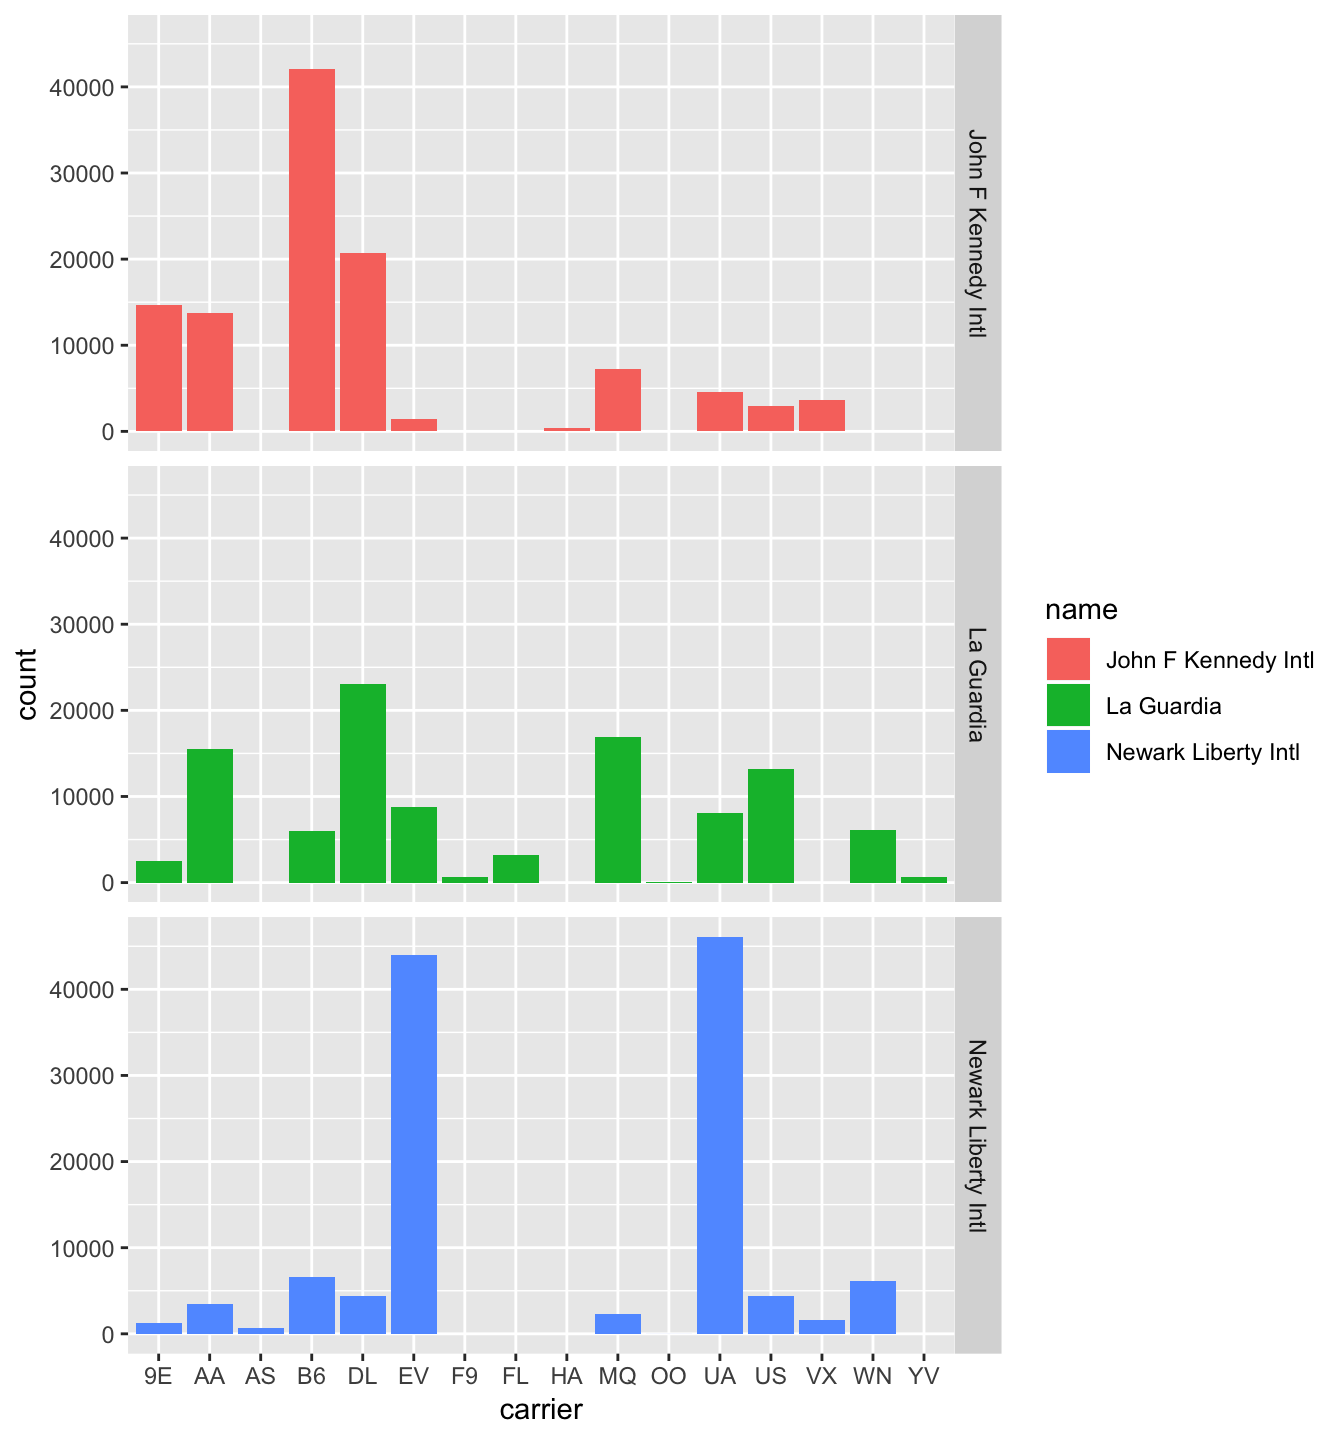 40000
30000
20000
10000
0
John F Kennedy Intl
40000
30000
20000
10000
0
La Guardia
40000
30000
20000
10000
0
Newark Liberty Intl
count
9E AA AS B6 DL EV F9 FL HA MQ OO UA US VX WN YV
carrier
name
John F Kennedy Intl
La Guardia
Newark Liberty Intl